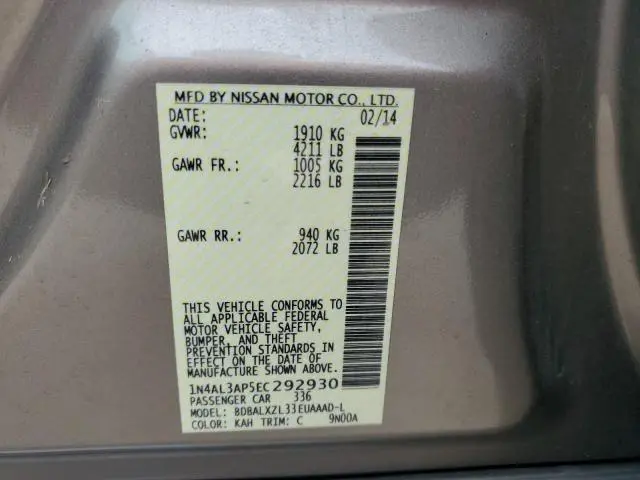 MFD BY NISSAN MOTOR CO., LTD.
DATE: 02/14
GVWR: 1910 KG
4211 LB
GAWR FR.: 1005 KG
2216 LB
GAWR RR.: 940 KG
2072 LB
THIS VEHICLE CONFORMS TO
ALL APPLICABLE FEDERAL
MOTOR VEHICLE SAFETY,
BUMPER, AND THEFT
PREVENTION STANDARDS IN
EFFECT ON THE DATE OF
MANUFACTURE SHOWN ABOVE.
1N4AL3AP5EC292930
PASSENGER CAR 336
MODEL: BDBALXZL33EUAAAD-L
COLOR: KAH TRIM: C 9N00A